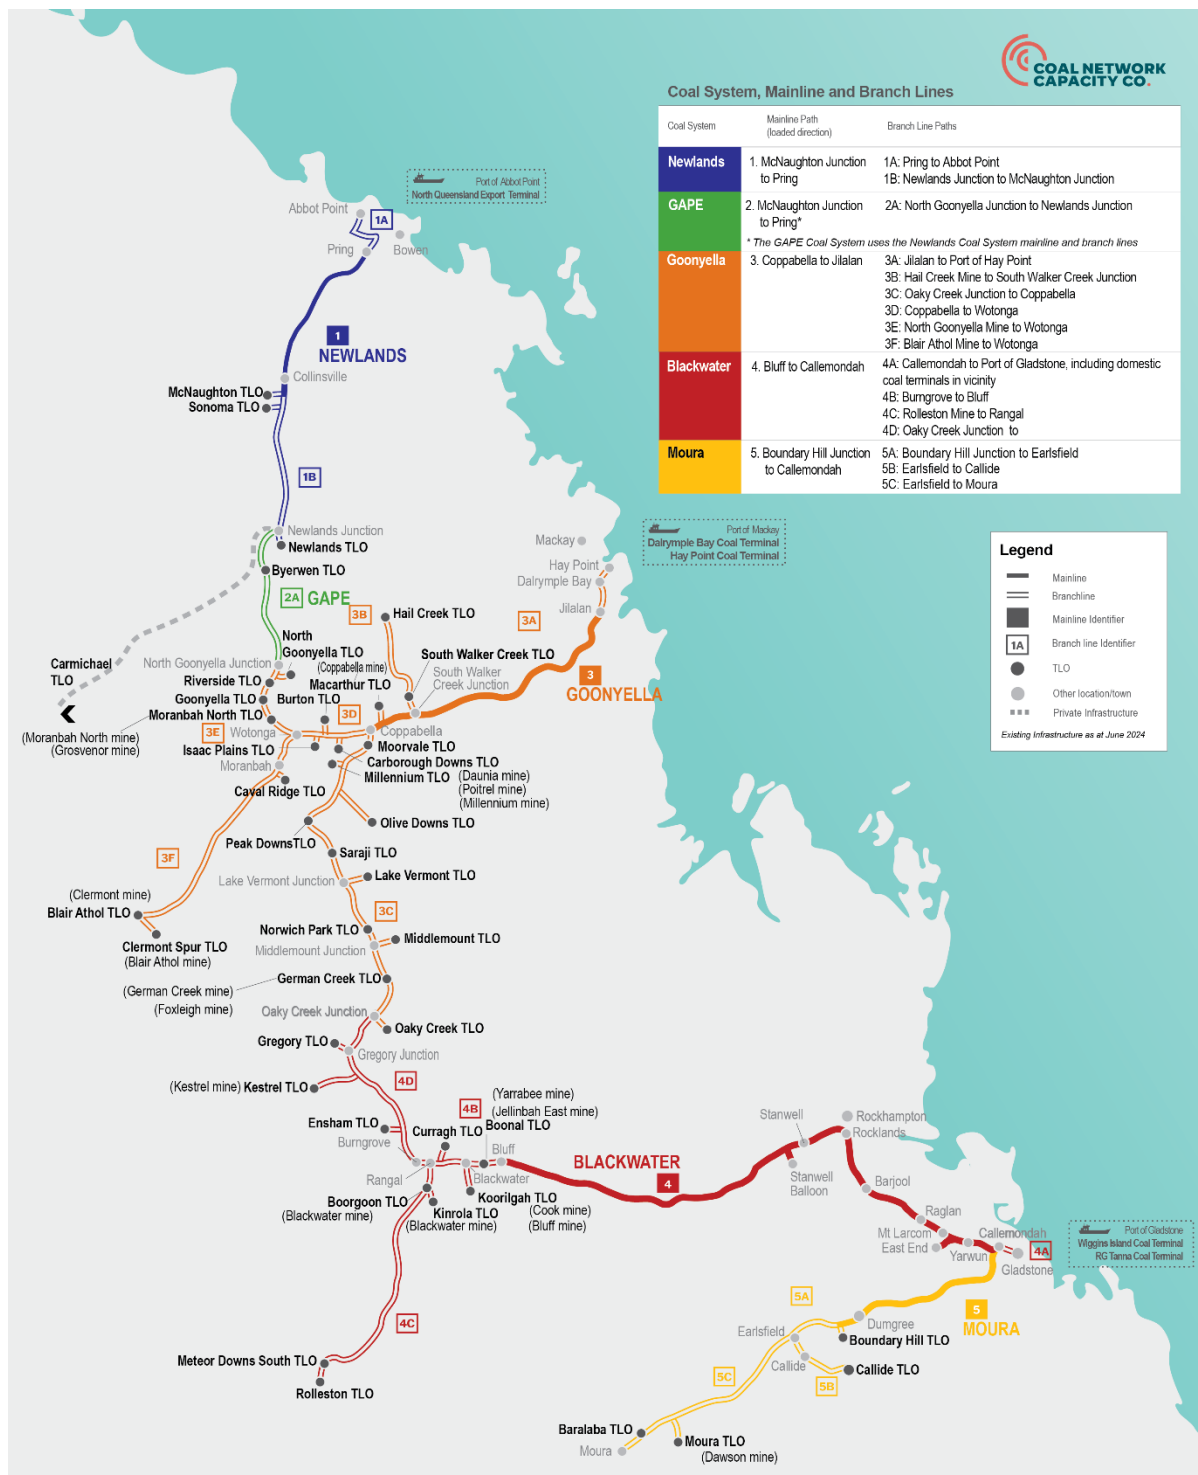 COAL NETWORK
CAPACITY CO.
Coal System, Mainline and Branch Lines
Coal System
Mainline Path
(loaded direction)
Branch Line Paths
Newlands
1. McNaughton Junction
to Pring
1A: Pring to Abbot Point
1B: Newlands Junction to McNaughton Junction
GAPE
2. McNaughton Junction
to Pring*
2A: North Goonyella Junction to Newlands Junction
* The GAPE Coal System uses the Newlands Coal System mainline and branch lines
Goonyella
3. Coppabella to Jilalan
3A: Jilalan to Port of Hay Point
3B: Hail Creek Mine to South Walker Creek Junction
3C: Oaky Creek Junction to Coppabella
3D: Coppabella to Wotonga
3E: North Goonyella Mine to Wotonga
3F: Blair Athol Mine to Wotonga
Blackwater
4. Bluff to Callemondah
4A: Callemondah to Port of Gladstone, including domestic
coal terminals in vicinity
4B: Burngrove to Bluff
4C: Rolleston Mine to Rangal
4D: Oaky Creek Junction to
Moura
5. Boundary Hill Junction
to Callemondah
5A: Boundary Hill Junction to Earlsfield
5B: Earlsfield to Callide
5C: Earlsfield to Moura
Port of Abbot Point
North Queensland Export Terminal
Abbot Point
1A
Pring
Bowen
1
NEWLANDS
Collinsville
McNaughton TLO
Sonoma TLO
1B
Newlands Junction
Newlands TLO
Byerwen TLO
2A
GAPE
Mackay
Port of Mackay
Dalrymple Bay Coal Terminal
Hay Point Coal Terminal
Hay Point
Dalrymple Bay
Jilalan
3B
Hail Creek TLO
3A
North
Goonyella TLO
Carmichael
TLO
North Goonyella Junction
(Coppabella mine)
South Walker Creek TLO
Riverside TLO
Macarthur TLO
South Walker
Creek Junction
3
GOONYELLA
Goonyella TLO
Burton TLO
Moranbah North TLO
3D
(Moranbah North mine)
(Grosvenor mine)
3E
Wotonga
Coppabella
Isaac Plains TLO
Moorvale TLO
Moranbah
Carborough Downs TLO
Millennium TLO
(Daunia mine)
(Poitrel mine)
(Millennium mine)
Caval Ridge TLO
Olive Downs TLO
Peak DownsTLO
3F
Saraji TLO
Lake Vermont Junction
Lake Vermont TLO
(Clermont mine)
Blair Athol TLO
3C
Norwich Park TLO
Clermont Spur TLO
(Blair Athol mine)
Middlemount Junction
Middlemount TLO
German Creek TLO
(German Creek mine)
(Foxleigh mine)
Oaky Creek Junction
Oaky Creek TLO
Gregory TLO
Gregory Junction
(Kestrel mine)
Kestrel TLO
4D
4B
(Yarrabee mine)
(Jellinbah East mine)
Ensham TLO
Curragh TLO
Boonal TLO
Burngrove
Bluff
Rangal
Blackwater
Boorgoon TLO
(Blackwater mine)
Kinrola TLO
(Blackwater mine)
Koorilgah TLO
(Cook mine)
(Bluff mine)
BLACKWATER
4
Stanwell
Stanwell
Balloon
Rockhampton
Rocklands
Barjool
Raglan
Mt Larcom
East End
Yarwun
Callemondah
4A
Gladstone
Port of Gladstone
Wiggins Island Coal Terminal
RG Tanna Coal Terminal
4C
Meteor Downs South TLO
Rolleston TLO
5A
5
MOURA
Dumgree
Earlsfield
Boundary Hill TLO
Callide
Callide TLO
5B
5C
Baralaba TLO
Moura
Moura TLO
(Dawson mine)
Legend
Mainline
Branchline
Mainline Identifier
1A
Branch line Identifier
TLO
Other location/town
Private Infrastructure
Existing Infrastructure as at June 2024